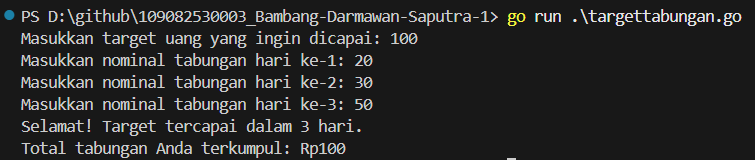 PS D:\github\109082530003_Bambang-Darmawan-Saputra-1> go run .\targettabungan.go
Masukkan target uang yang ingin dicapai: 100
Masukkan nominal tabungan hari ke-1: 20
Masukkan nominal tabungan hari ke-2: 30
Masukkan nominal tabungan hari ke-3: 50
Selamat! Target tercapai dalam 3 hari.
Total tabungan Anda terkumpul: Rp100